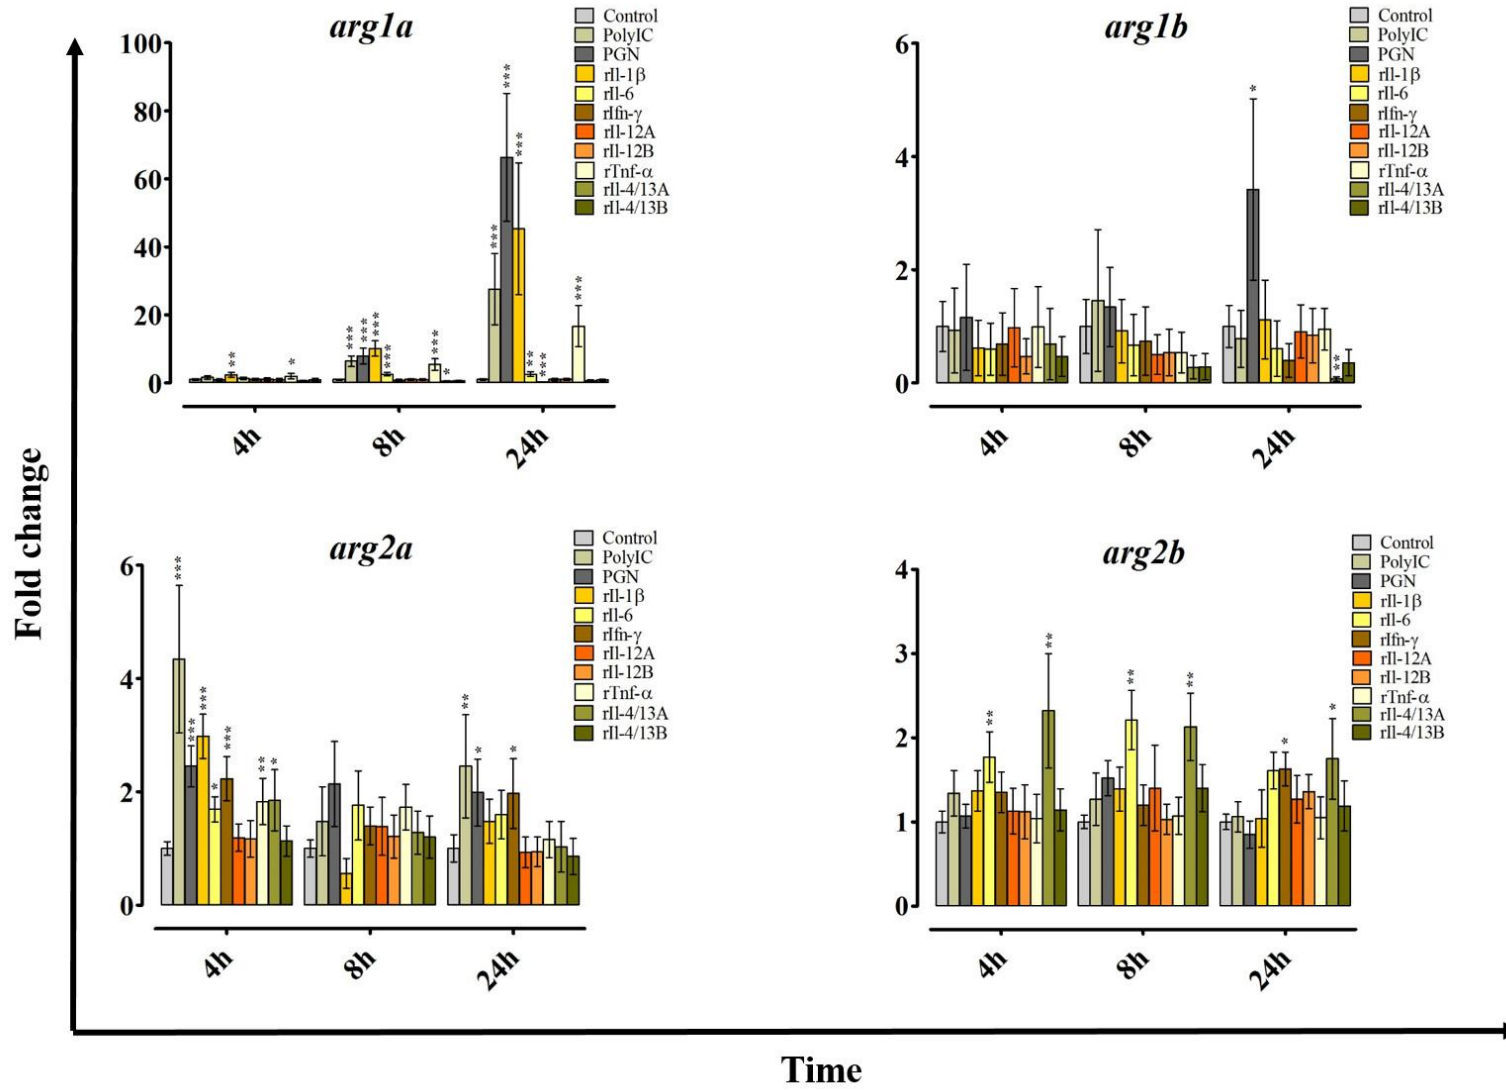 arg1a
Control
PolyIC
PGN
rIl-1β
rIl-6
rIfn-γ
rIl-12A
rIl-12B
rTnf-α
rIl-4/13A
rIl-4/13B
100
80
60
40
20
0
***
***
***
***
***
***
***
***
***
***
***
***
**
**
*
*
4h
8h
24h
arg1b
Control
PolyIC
PGN
rIl-1β
rIl-6
rIfn-γ
rIl-12A
rIl-12B
rTnf-α
rIl-4/13A
rIl-4/13B
6
4
2
0
*
**
4h
8h
24h
Fold change
arg2a
Control
PolyIC
PGN
rIl-1β
rIl-6
rIfn-γ
rIl-12A
rIl-12B
rTnf-α
rIl-4/13A
rIl-4/13B
6
4
2
0
***
***
***
*
***
**
*
**
*
*
4h
8h
24h
arg2b
Control
PolyIC
PGN
rIl-1β
rIl-6
rIfn-γ
rIl-12A
rIl-12B
rTnf-α
rIl-4/13A
rIl-4/13B
4
3
2
1
0
**
**
**
**
*
*
4h
8h
24h
Time